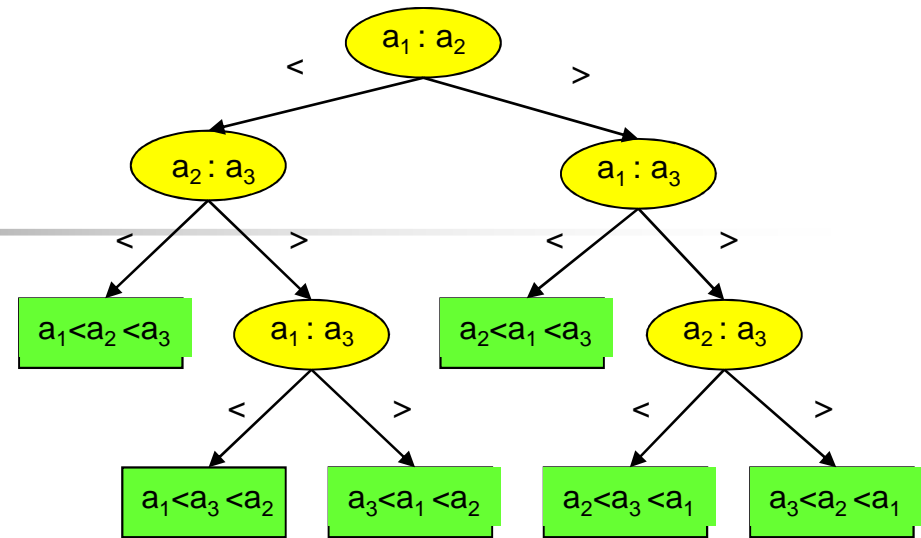 a₁ : a₂
< >
a₂ : a₃ a₁ : a₃
< > < >
a₁<a₂ <a₃ a₁ : a₃ a₂<a₁ <a₃ a₂ : a₃
< > < >
a₁<a₃ <a₂ a₃<a₁ <a₂ a₂<a₃ <a₁ a₃<a₂ <a₁